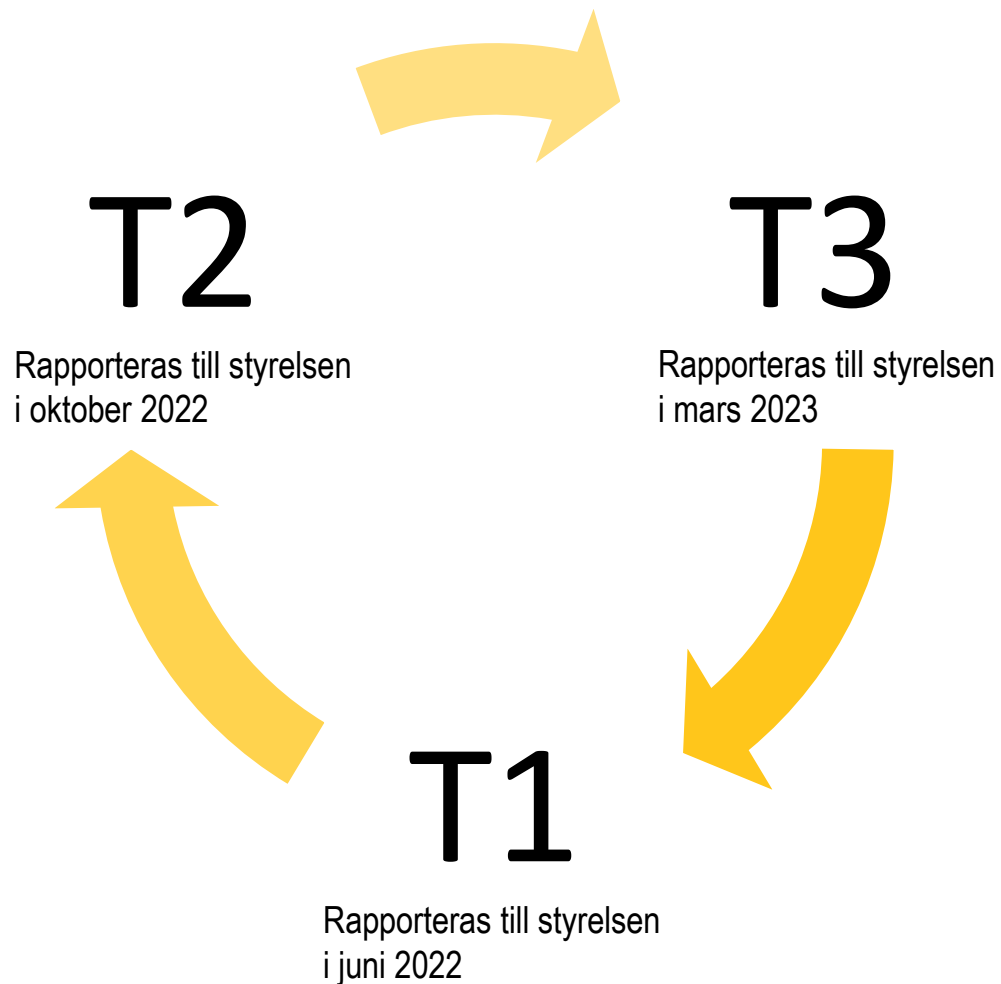 T2
Rapporteras till styrelsen
i oktober 2022
T3
Rapporteras till styrelsen
i mars 2023
T1
Rapporteras till styrelsen
i juni 2022